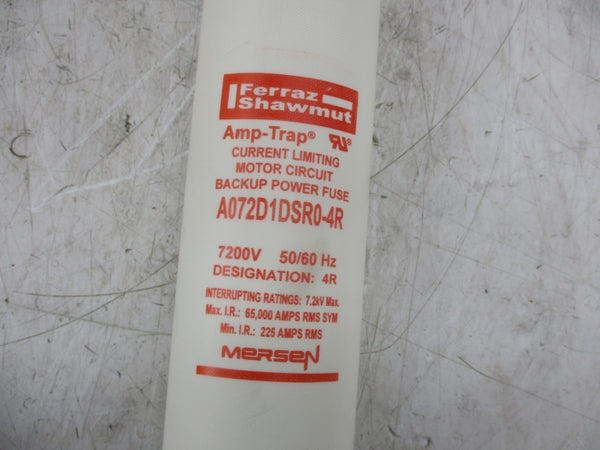 Ferraz
Shawmut
Amp-Trap®
CURRENT LIMITING
MOTOR CIRCUIT
BACKUP POWER FUSE
A072D1DSR0-4R
7200V 50/60 Hz
DESIGNATION: 4R
INTERRUPTING RATINGS: 7.2kV Max.
Max. I.R.: 65,000 AMPS RMS SYM
Min. I.R.: 225 AMPS RMS
MERSEN